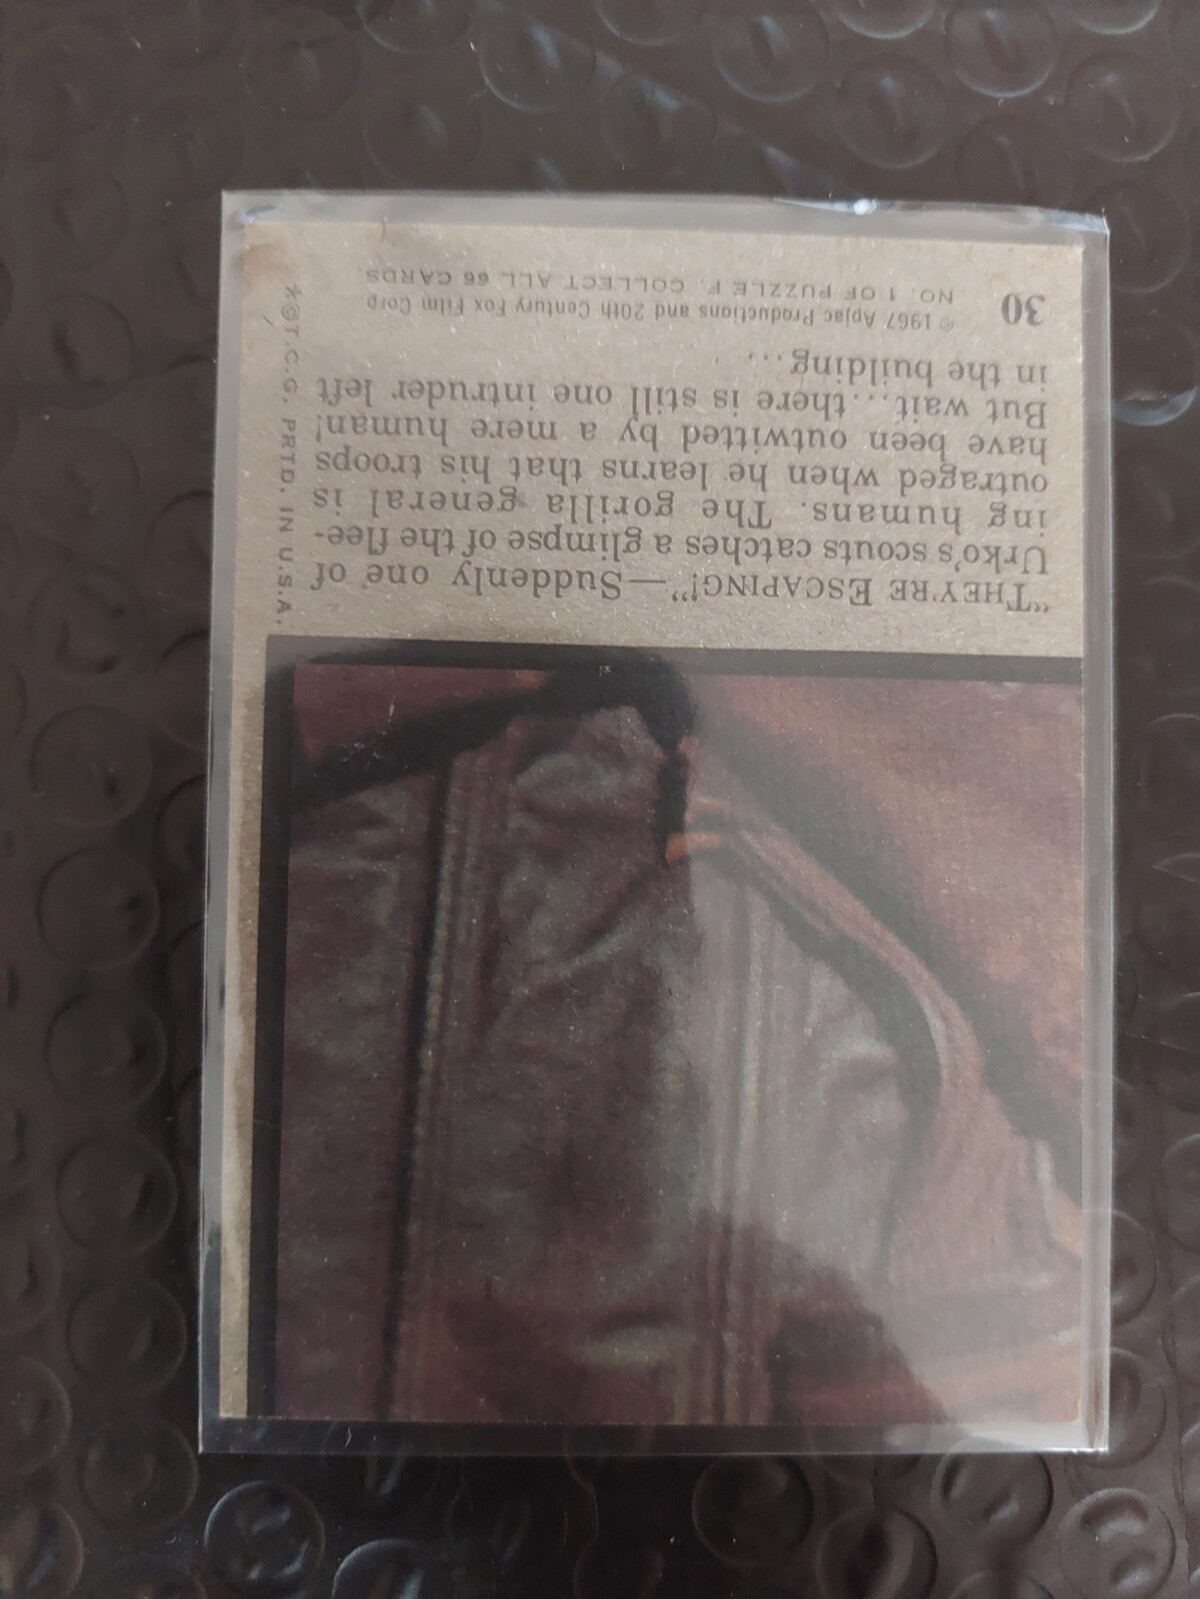 "THEY'RE ESCAPING!"—Suddenly one of
Urko's scouts catches a glimpse of the flee-
ing humans. The gorilla general is
outraged when he learns that his troops
have been outwitted by a mere human!
But wait...there is still one intruder left
in the building...
30
© 1967 Apjac Productions and 20th Century Fox Film Corp.
NO. 1 OF PUZZLE F. COLLECT ALL 66 CARDS.
*©T.C.G. PRTD. IN U.S.A.